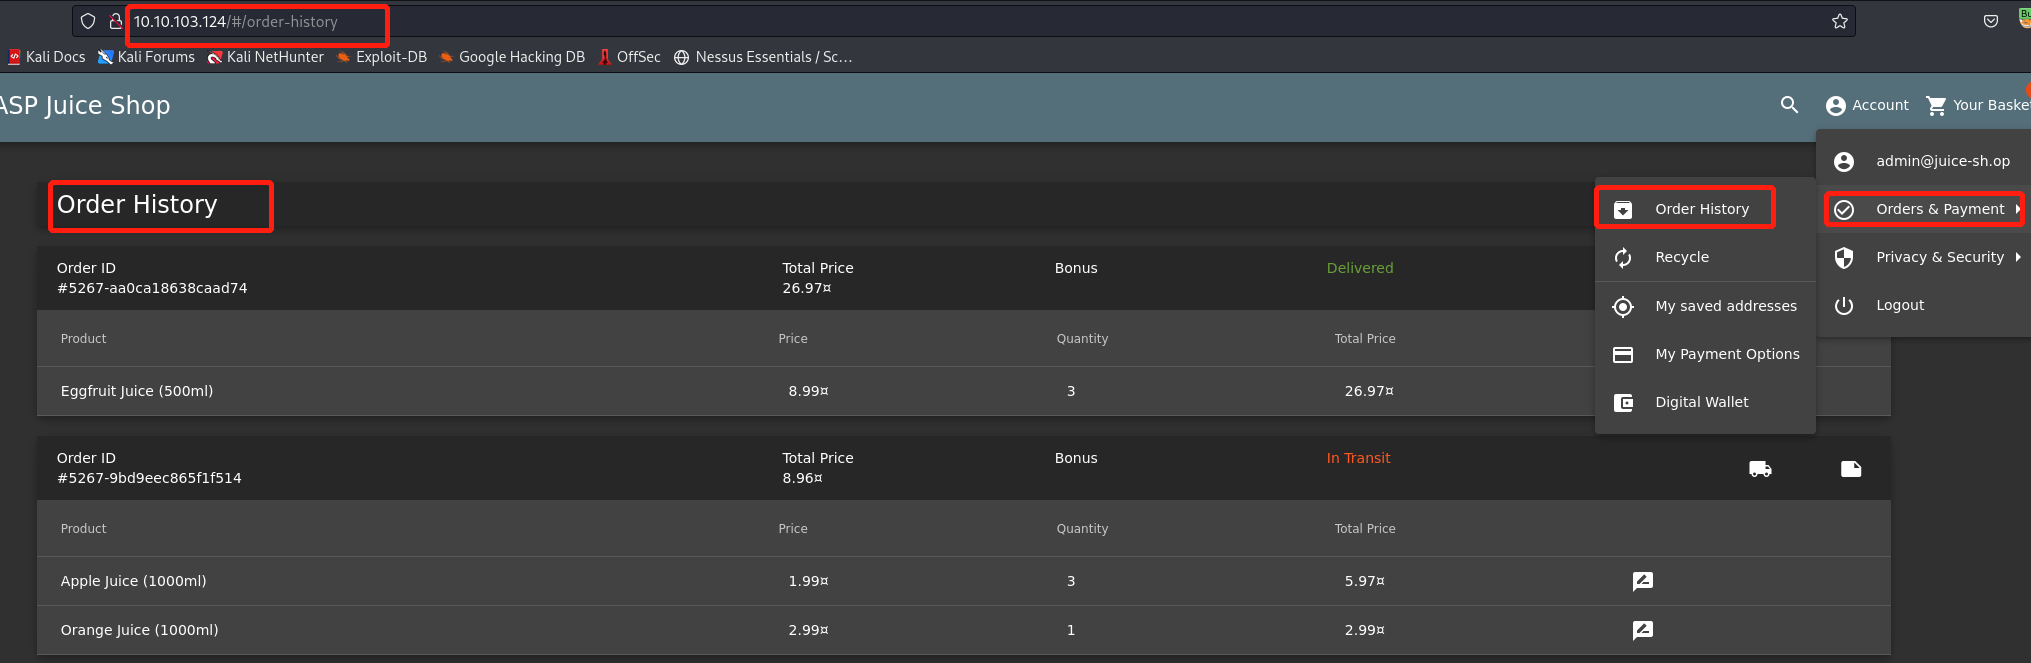 10.10.103.124/#/order-history
Kali Docs Kali Forums Kali NetHunter Exploit-DB Google Hacking DB OffSec Nessus Essentials / Sc…
ASP Juice Shop Account Your Basket
admin@juice-sh.op
Order History Order History Orders & Payment
Recycle Privacy & Security
Order ID Total Price Bonus Delivered
#5267-aa0ca18638caad74 26.97¤
My saved addresses Logout
Product Price Quantity Total Price
My Payment Options
Eggfruit Juice (500ml) 8.99¤ 3 26.97¤
Digital Wallet
Order ID Total Price Bonus In Transit
#5267-9bd9eec865f1f514 8.96¤
Product Price Quantity Total Price
Apple Juice (1000ml) 1.99¤ 3 5.97¤
Orange Juice (1000ml) 2.99¤ 1 2.99¤